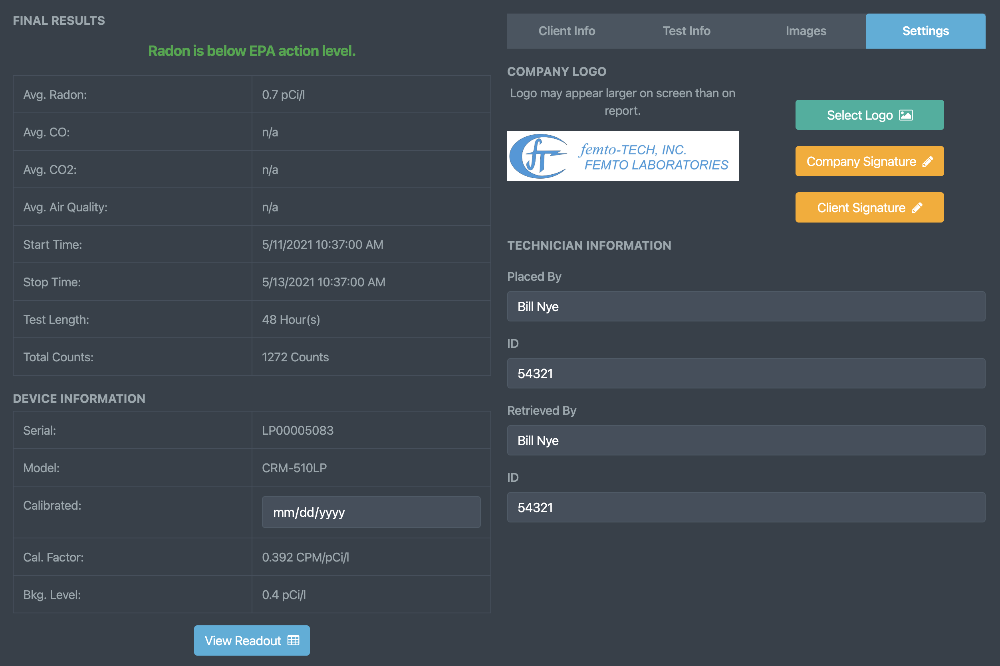 FINAL RESULTS
Radon is below EPA action level.
Avg. Radon: 0.7 pCi/l
Avg. CO: n/a
Avg. CO2: n/a
Avg. Air Quality: n/a
Start Time: 5/11/2021 10:37:00 AM
Stop Time: 5/13/2021 10:37:00 AM
Test Length: 48 Hour(s)
Total Counts: 1272 Counts
DEVICE INFORMATION
Serial: LP00005083
Model: CRM-510LP
Calibrated: mm/dd/yyyy
Cal. Factor: 0.392 CPM/pCi/l
Bkg. Level: 0.4 pCi/l
View Readout
Client Info Test Info Images Settings
COMPANY LOGO
Logo may appear larger on screen than on
report.
fT femto-TECH, INC.
FEMTO LABORATORIES
Select Logo
Company Signature
Client Signature
TECHNICIAN INFORMATION
Placed By
Bill Nye
ID
54321
Retrieved By
Bill Nye
ID
54321